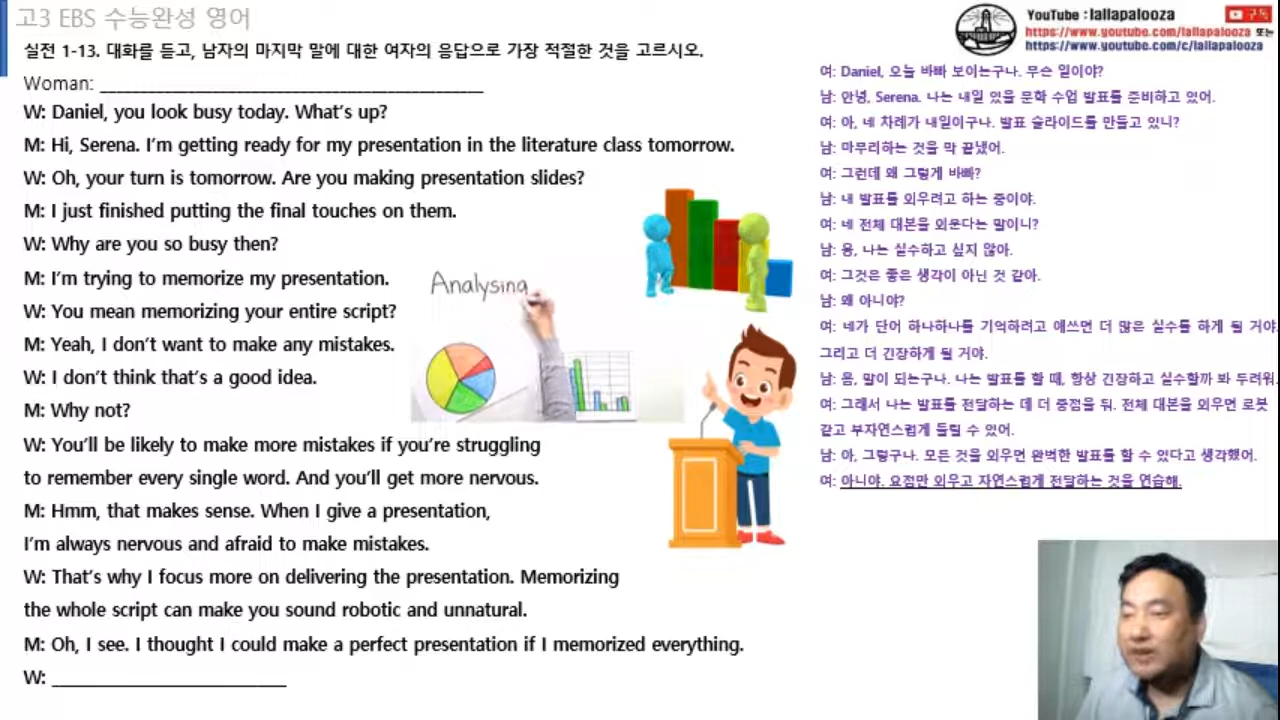 고3 EBS 수능완성 영어
YouTube : lallapalooza
구독
https://www.youtube.com/lallapalooza 또는
https://www.youtube.com/c/lallapalooza
실전 1-13. 대화를 듣고, 남자의 마지막 말에 대한 여자의 응답으로 가장 적절한 것을 고르시오.
Woman: ________________________________________________
W: Daniel, you look busy today. What's up?
M: Hi, Serena. I'm getting ready for my presentation in the literature class tomorrow.
W: Oh, your turn is tomorrow. Are you making presentation slides?
M: I just finished putting the final touches on them.
W: Why are you so busy then?
M: I'm trying to memorize my presentation.
W: You mean memorizing your entire script?
M: Yeah, I don't want to make any mistakes.
W: I don't think that's a good idea.
M: Why not?
W: You'll be likely to make more mistakes if you're struggling
to remember every single word. And you'll get more nervous.
M: Hmm, that makes sense. When I give a presentation,
I'm always nervous and afraid to make mistakes.
W: That's why I focus more on delivering the presentation. Memorizing
the whole script can make you sound robotic and unnatural.
M: Oh, I see. I thought I could make a perfect presentation if I memorized everything.
W: __________________________
Analysing
여: Daniel, 오늘 바빠 보이는구나. 무슨 일이야?
남: 안녕, Serena. 나는 내일 있을 문학 수업 발표를 준비하고 있어.
여: 아, 네 차례가 내일이구나. 발표 슬라이드를 만들고 있니?
남: 마무리하는 것을 막 끝냈어.
여: 그런데 왜 그렇게 바빠?
남: 내 발표를 외우려고 하는 중이야.
여: 네 전체 대본을 외운다는 말이니?
남: 응, 나는 실수하고 싶지 않아.
여: 그것은 좋은 생각이 아닌 것 같아.
남: 왜 아니야?
여: 네가 단어 하나하나를 기억하려고 애쓰면 더 많은 실수를 하게 될 거야.
그리고 더 긴장하게 될 거야.
남: 음, 말이 되는구나. 나는 발표를 할 때, 항상 긴장하고 실수할까 봐 두려워.
여: 그래서 나는 발표를 전달하는 데 더 중점을 둬. 전체 대본을 외우면 로봇
같고 부자연스럽게 들릴 수 있어.
남: 아, 그렇구나. 모든 것을 외우면 완벽한 발표를 할 수 있다고 생각했어.
여: 아니야. 요점만 외우고 자연스럽게 전달하는 것을 연습해.